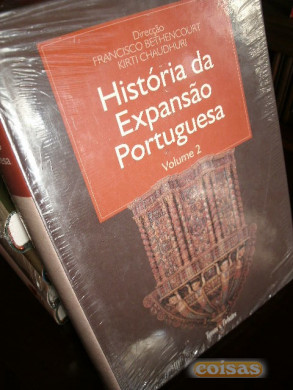 Direcção
FRANCISCO BETHENCOURT
KIRTI CHAUDHURI
História da
Expansão
Portuguesa
Volume 2
coisas